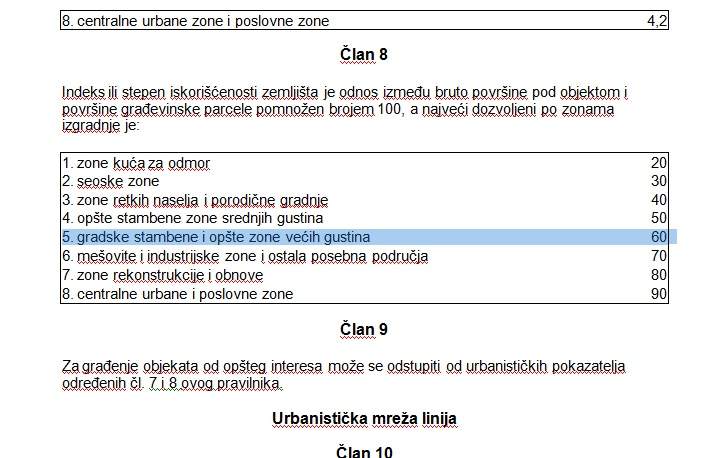 8. centralne urbane zone i poslovne zone 4,2
Član 8
Indeks ili stepen iskorišćenosti zemljišta je odnos između bruto površine pod objektom i
površine građevinske parcele pomnožen brojem 100, a najveći dozvoljeni po zonama
izgradnje je:
1. zone kuća za odmor 20
2. seoske zone 30
3. zone retkih naselja i porodične gradnje 40
4. opšte stambene zone srednjih gustina 50
5. gradske stambene i opšte zone većih gustina 60
6. mešovite i industrijske zone i ostala posebna područja 70
7. zone rekonstrukcije i obnove 80
8. centralne urbane i poslovne zone 90
Član 9
Za građenje objekata od opšteg interesa može se odstupiti od urbanističkih pokazatelja
određenih čl. 7 i 8 ovog pravilnika.
Urbanistička mreža linija
Član 10